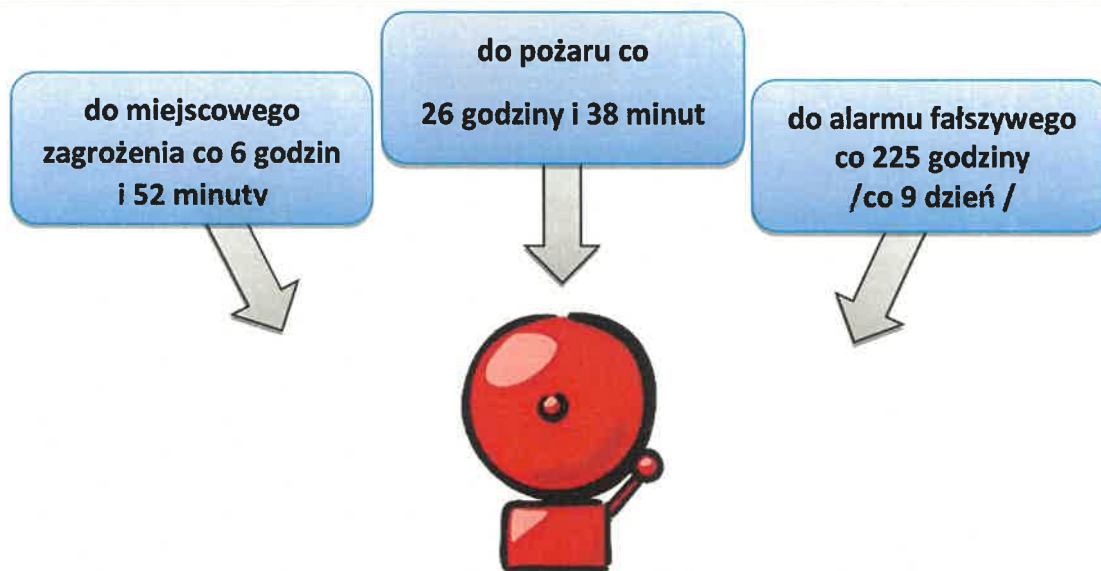 do miejscowego
zagrożenia co 6 godzin
i 52 minuty
do pożaru co
26 godziny i 38 minut
do alarmu fałszywego
co 225 godziny
/co 9 dzień /